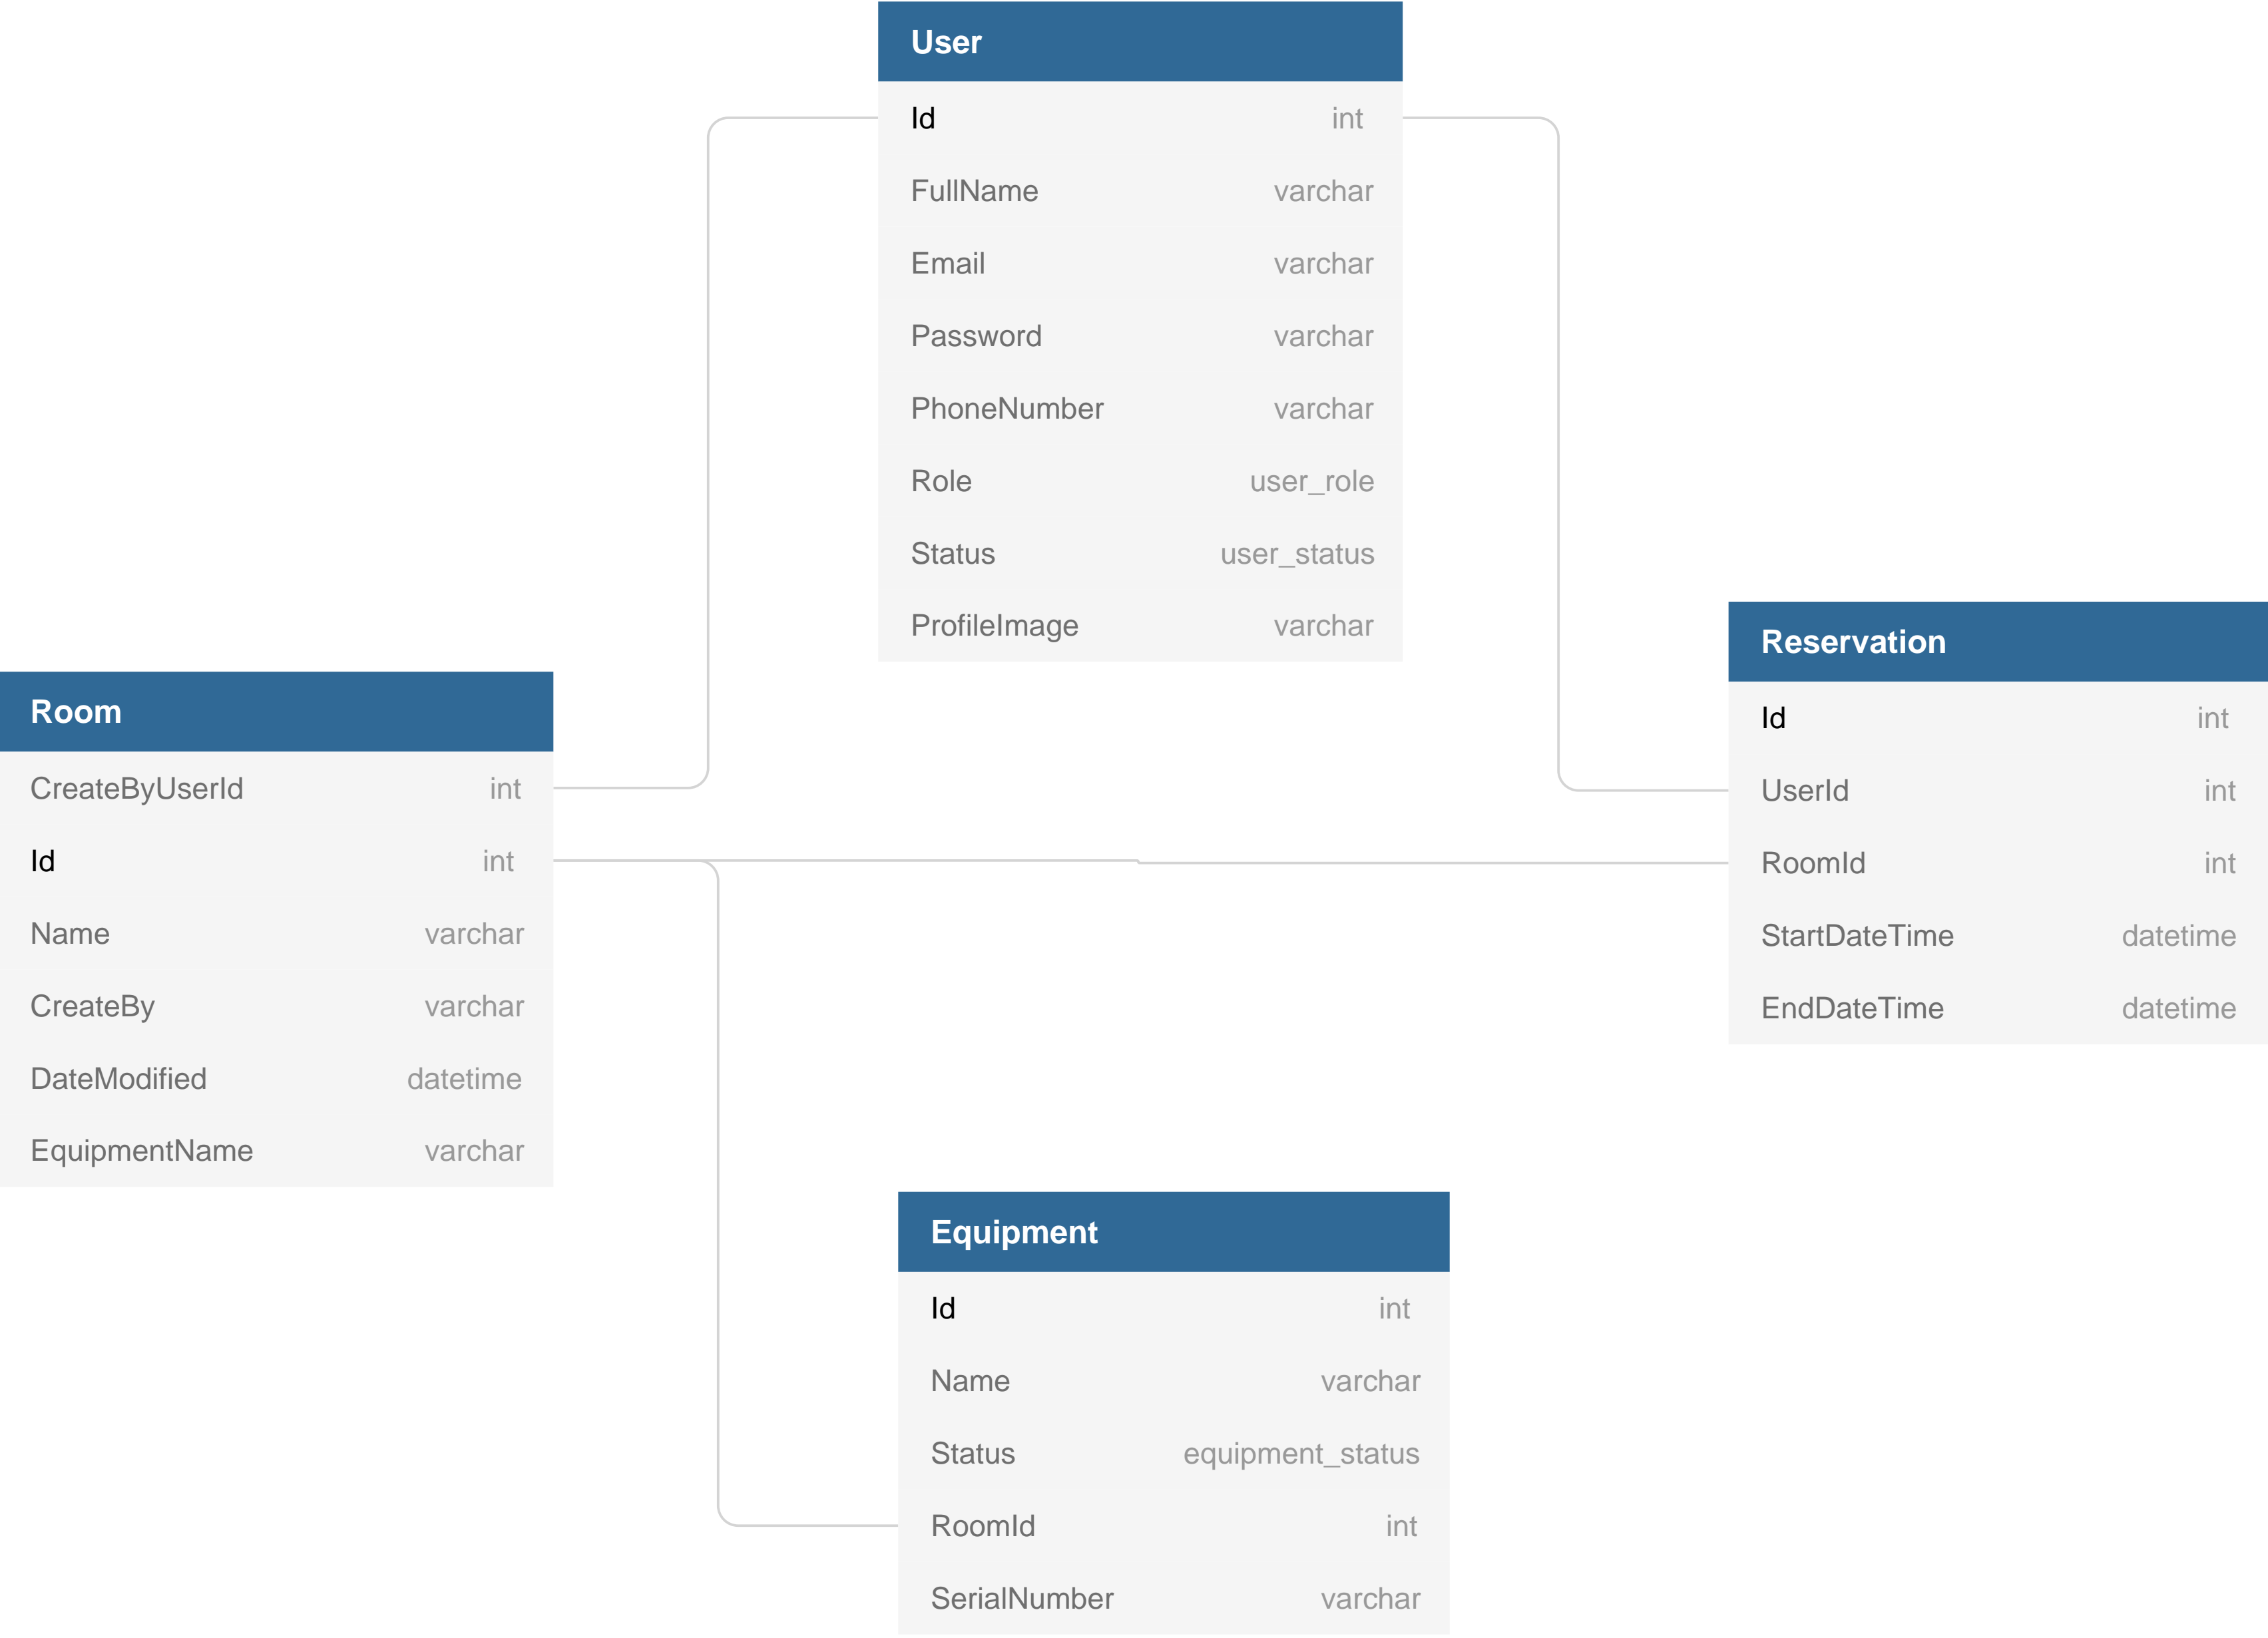 User
Id int
FullName varchar
Email varchar
Password varchar
PhoneNumber varchar
Role user_role
Status user_status
ProfileImage varchar
Room
CreateByUserId int
Id int
Name varchar
CreateBy varchar
DateModified datetime
EquipmentName varchar
Reservation
Id int
UserId int
RoomId int
StartDateTime datetime
EndDateTime datetime
Equipment
Id int
Name varchar
Status equipment_status
RoomId int
SerialNumber varchar